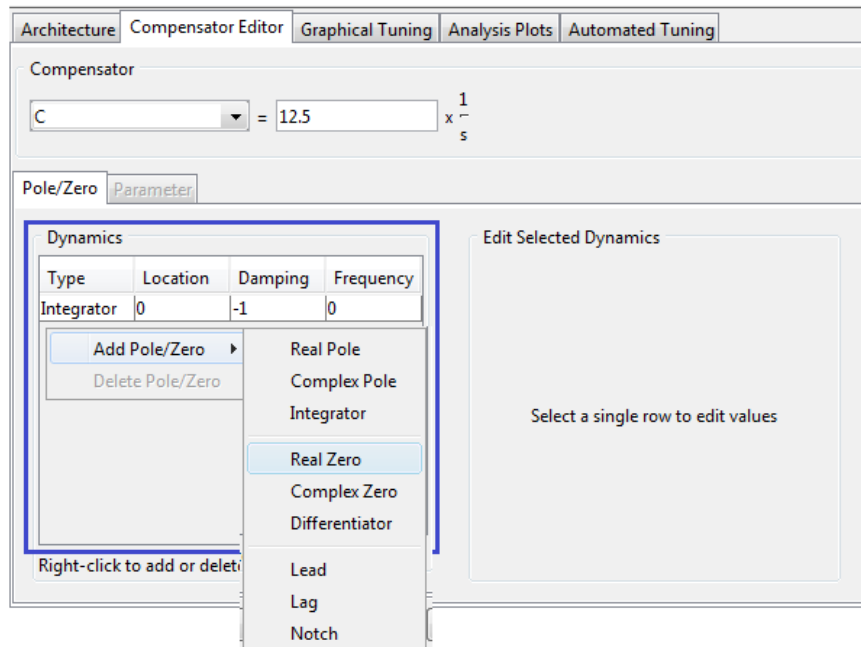 Architecture Compensator Editor Graphical Tuning Analysis Plots Automated Tuning
Compensator
C = 12.5 x 1
s
Pole/Zero Parameter
Dynamics
Type Location Damping Frequency
Integrator 0 -1 0
Add Pole/Zero
Delete Pole/Zero
Real Pole
Complex Pole
Integrator
Real Zero
Complex Zero
Differentiator
Lead
Lag
Notch
Right-click to add or delet
Edit Selected Dynamics
Select a single row to edit values